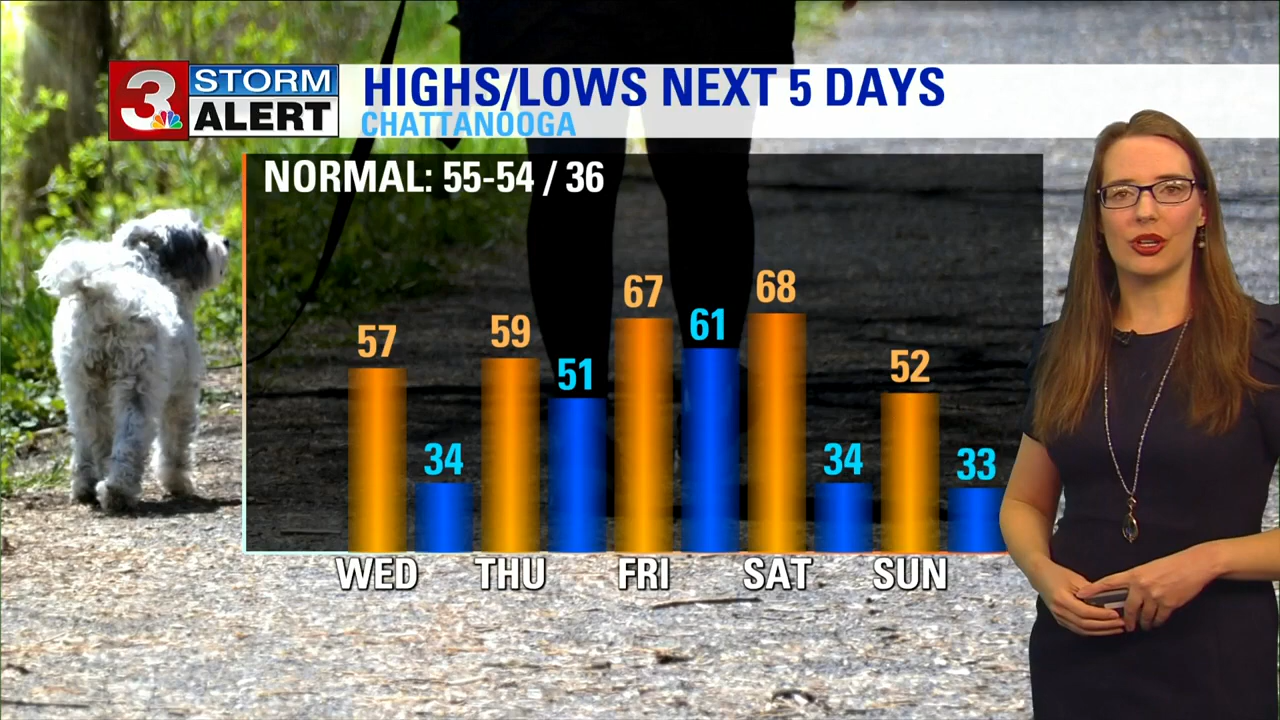 3 STORM ALERT
HIGHS/LOWS NEXT 5 DAYS
CHATTANOOGA
NORMAL: 55-54 / 36
57 34 59 51 67 61 68 34 52 33
WED THU FRI SAT SUN